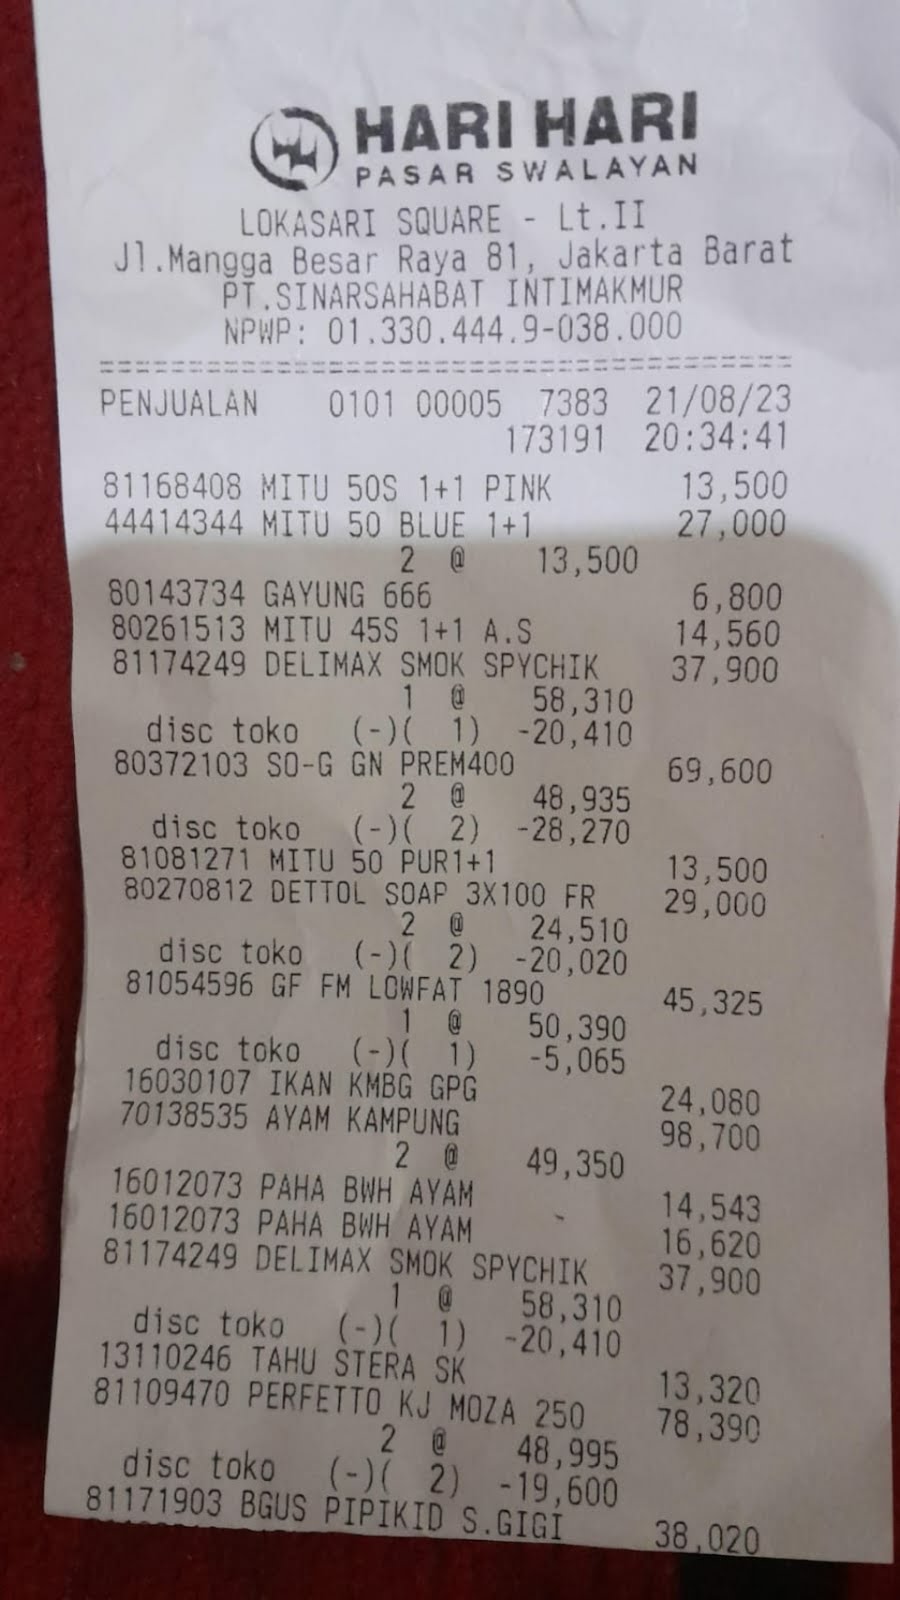 HARI HARI
PASAR SWALAYAN
LOKASARI SQUARE - Lt.II
Jl.Mangga Besar Raya 81, Jakarta Barat
PT.SINARSAHABAT INTIMAKMUR
NPWP: 01.330.444.9-038.000
PENJUALAN 0101 00005 7383 21/08/23
173191 20:34:41
81168408 MITU 50S 1+1 PINK 13,500
44414344 MITU 50 BLUE 1+1 27,000
2 @ 13,500
80143734 GAYUNG 666 6,800
80261513 MITU 45S 1+1 A.S 14,560
81174249 DELIMAX SMOK SPYCHIK 37,900
1 @ 58,310
disc toko (-)( 1) -20,410
80372103 SO-G GN PREM400 69,600
2 @ 48,935
disc toko (-)( 2) -28,270
81081271 MITU 50 PUR1+1 13,500
80270812 DETTOL SOAP 3X100 FR 29,000
2 @ 24,510
disc toko (-)( 2) -20,020
81054596 GF FM LOWFAT 1890 45,325
1 @ 50,390
disc toko (-)( 1) -5,065
16030107 IKAN KMBG GPG 24,080
70138535 AYAM KAMPUNG 98,700
2 @ 49,350
16012073 PAHA BWH AYAM 14,543
16012073 PAHA BWH AYAM 16,620
81174249 DELIMAX SMOK SPYCHIK 37,900
1 @ 58,310
disc toko (-)( 1) -20,410
13110246 TAHU STERA SK 13,320
81109470 PERFETTO KJ MOZA 250 78,390
2 @ 48,995
disc toko (-)( 2) -19,600
81171903 BGUS PIPIKID S.GIGI 38,020